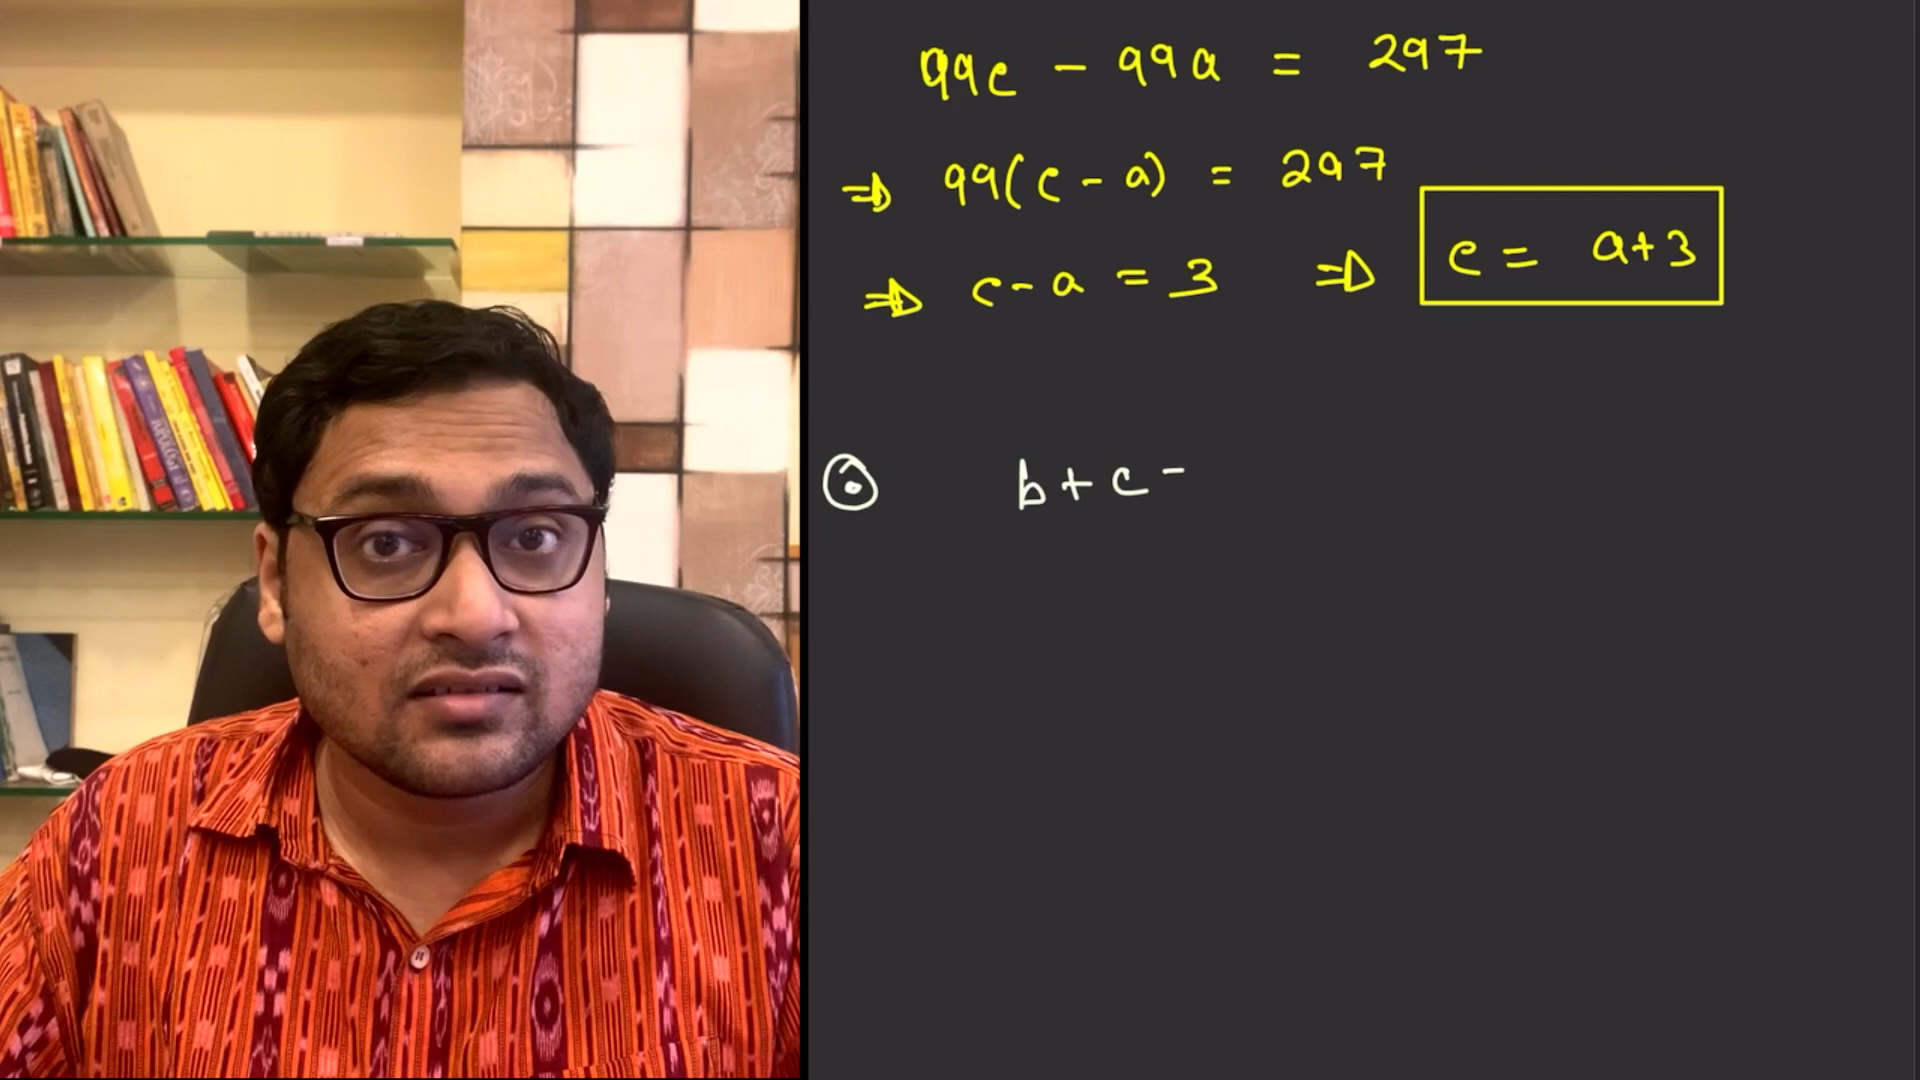 99c - 99a = 297
⇒ 99(c - a) = 297
⇒ c - a = 3 ⇒ c = a+3
b + c -